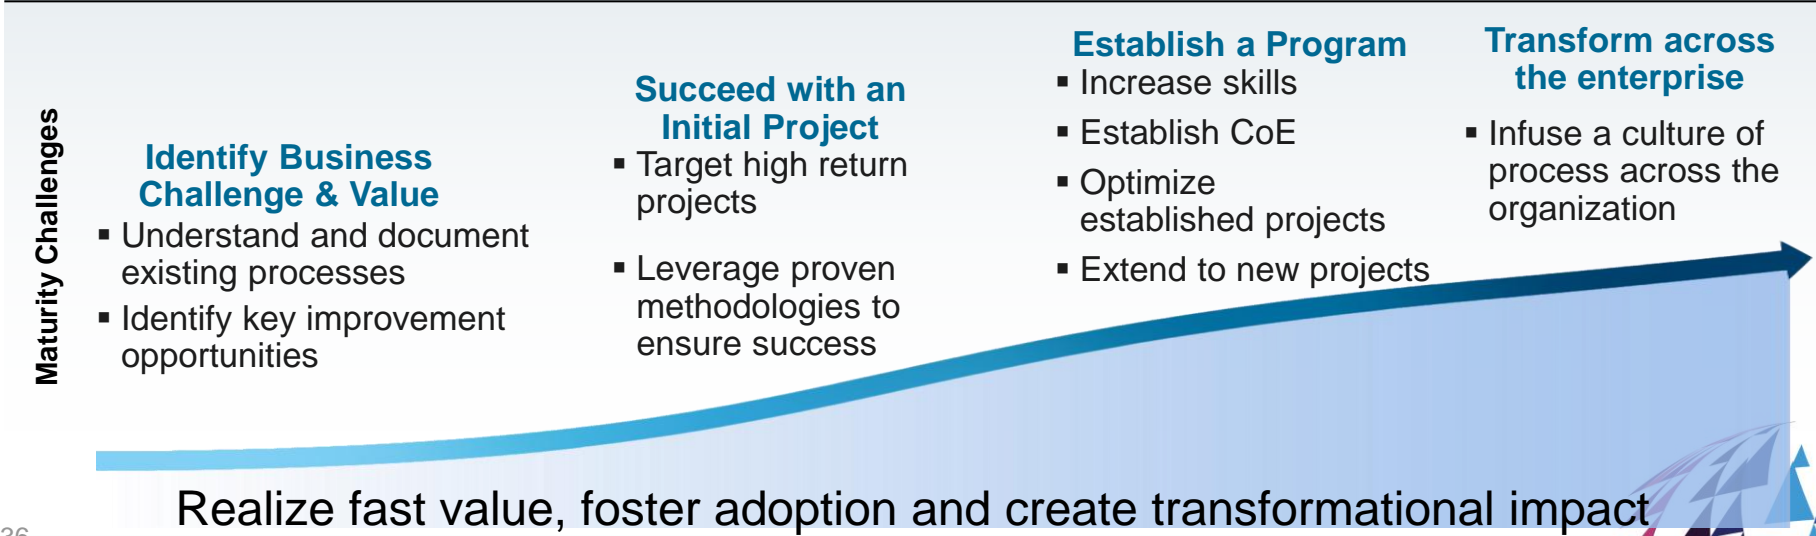 Maturity Challenges
Identify Business
Challenge & Value
▪ Understand and document
existing processes
▪ Identify key improvement
opportunities
Succeed with an
Initial Project
▪ Target high return
projects
▪ Leverage proven
methodologies to
ensure success
Establish a Program
▪ Increase skills
▪ Establish CoE
▪ Optimize
established projects
▪ Extend to new projects
Transform across
the enterprise
▪ Infuse a culture of
process across the
organization
Realize fast value, foster adoption and create transformational impact
36